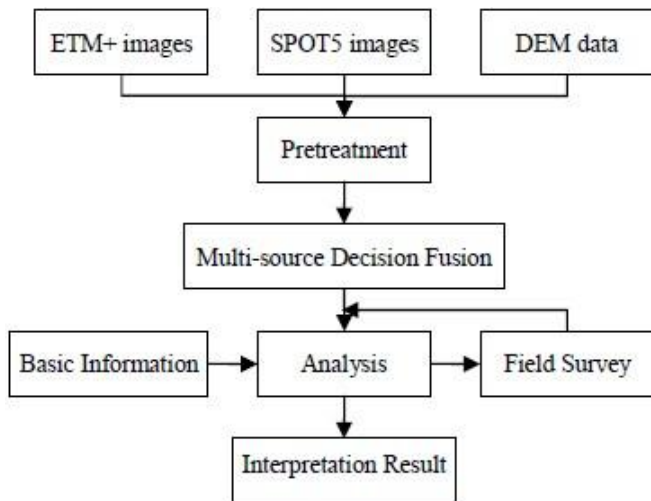 ETM+ images
SPOT5 images
DEM data
Pretreatment
Multi-source Decision Fusion
Basic Information
Analysis
Field Survey
Interpretation Result